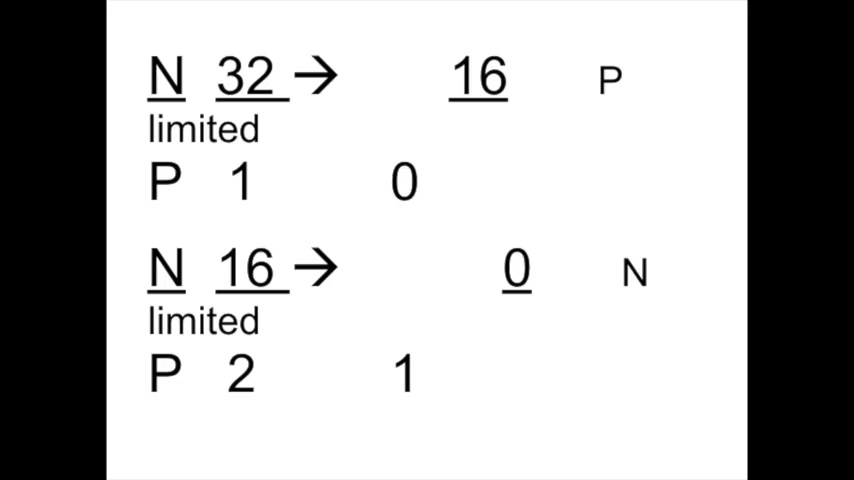 N 32 → 16 P
limited
P 1 0
N 16 → 0 N
limited
P 2 1